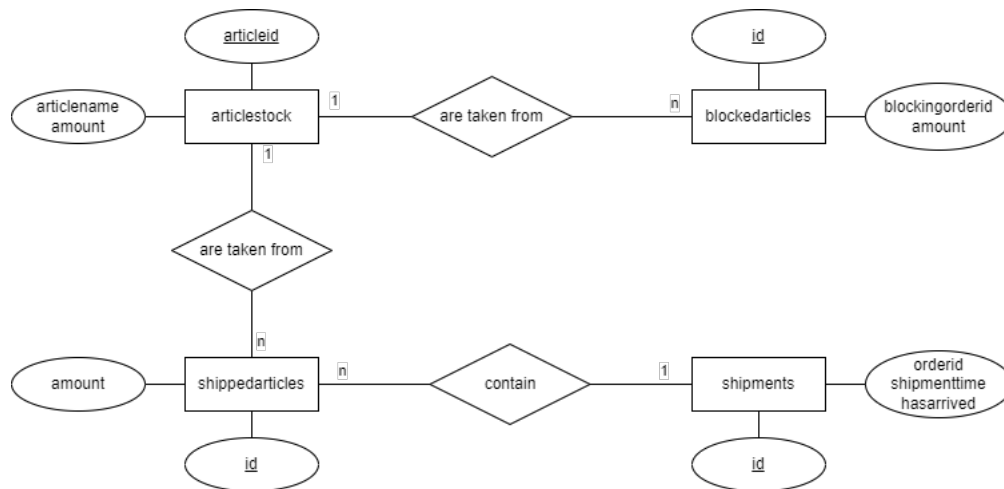 articleid
id
articlename
amount
articlestock
1
are taken from
n
blockedarticles
blockingorderid
amount
1
are taken from
n
amount
shippedarticles
n
contain
1
shipments
orderid
shipmenttime
hasarrived
id
id